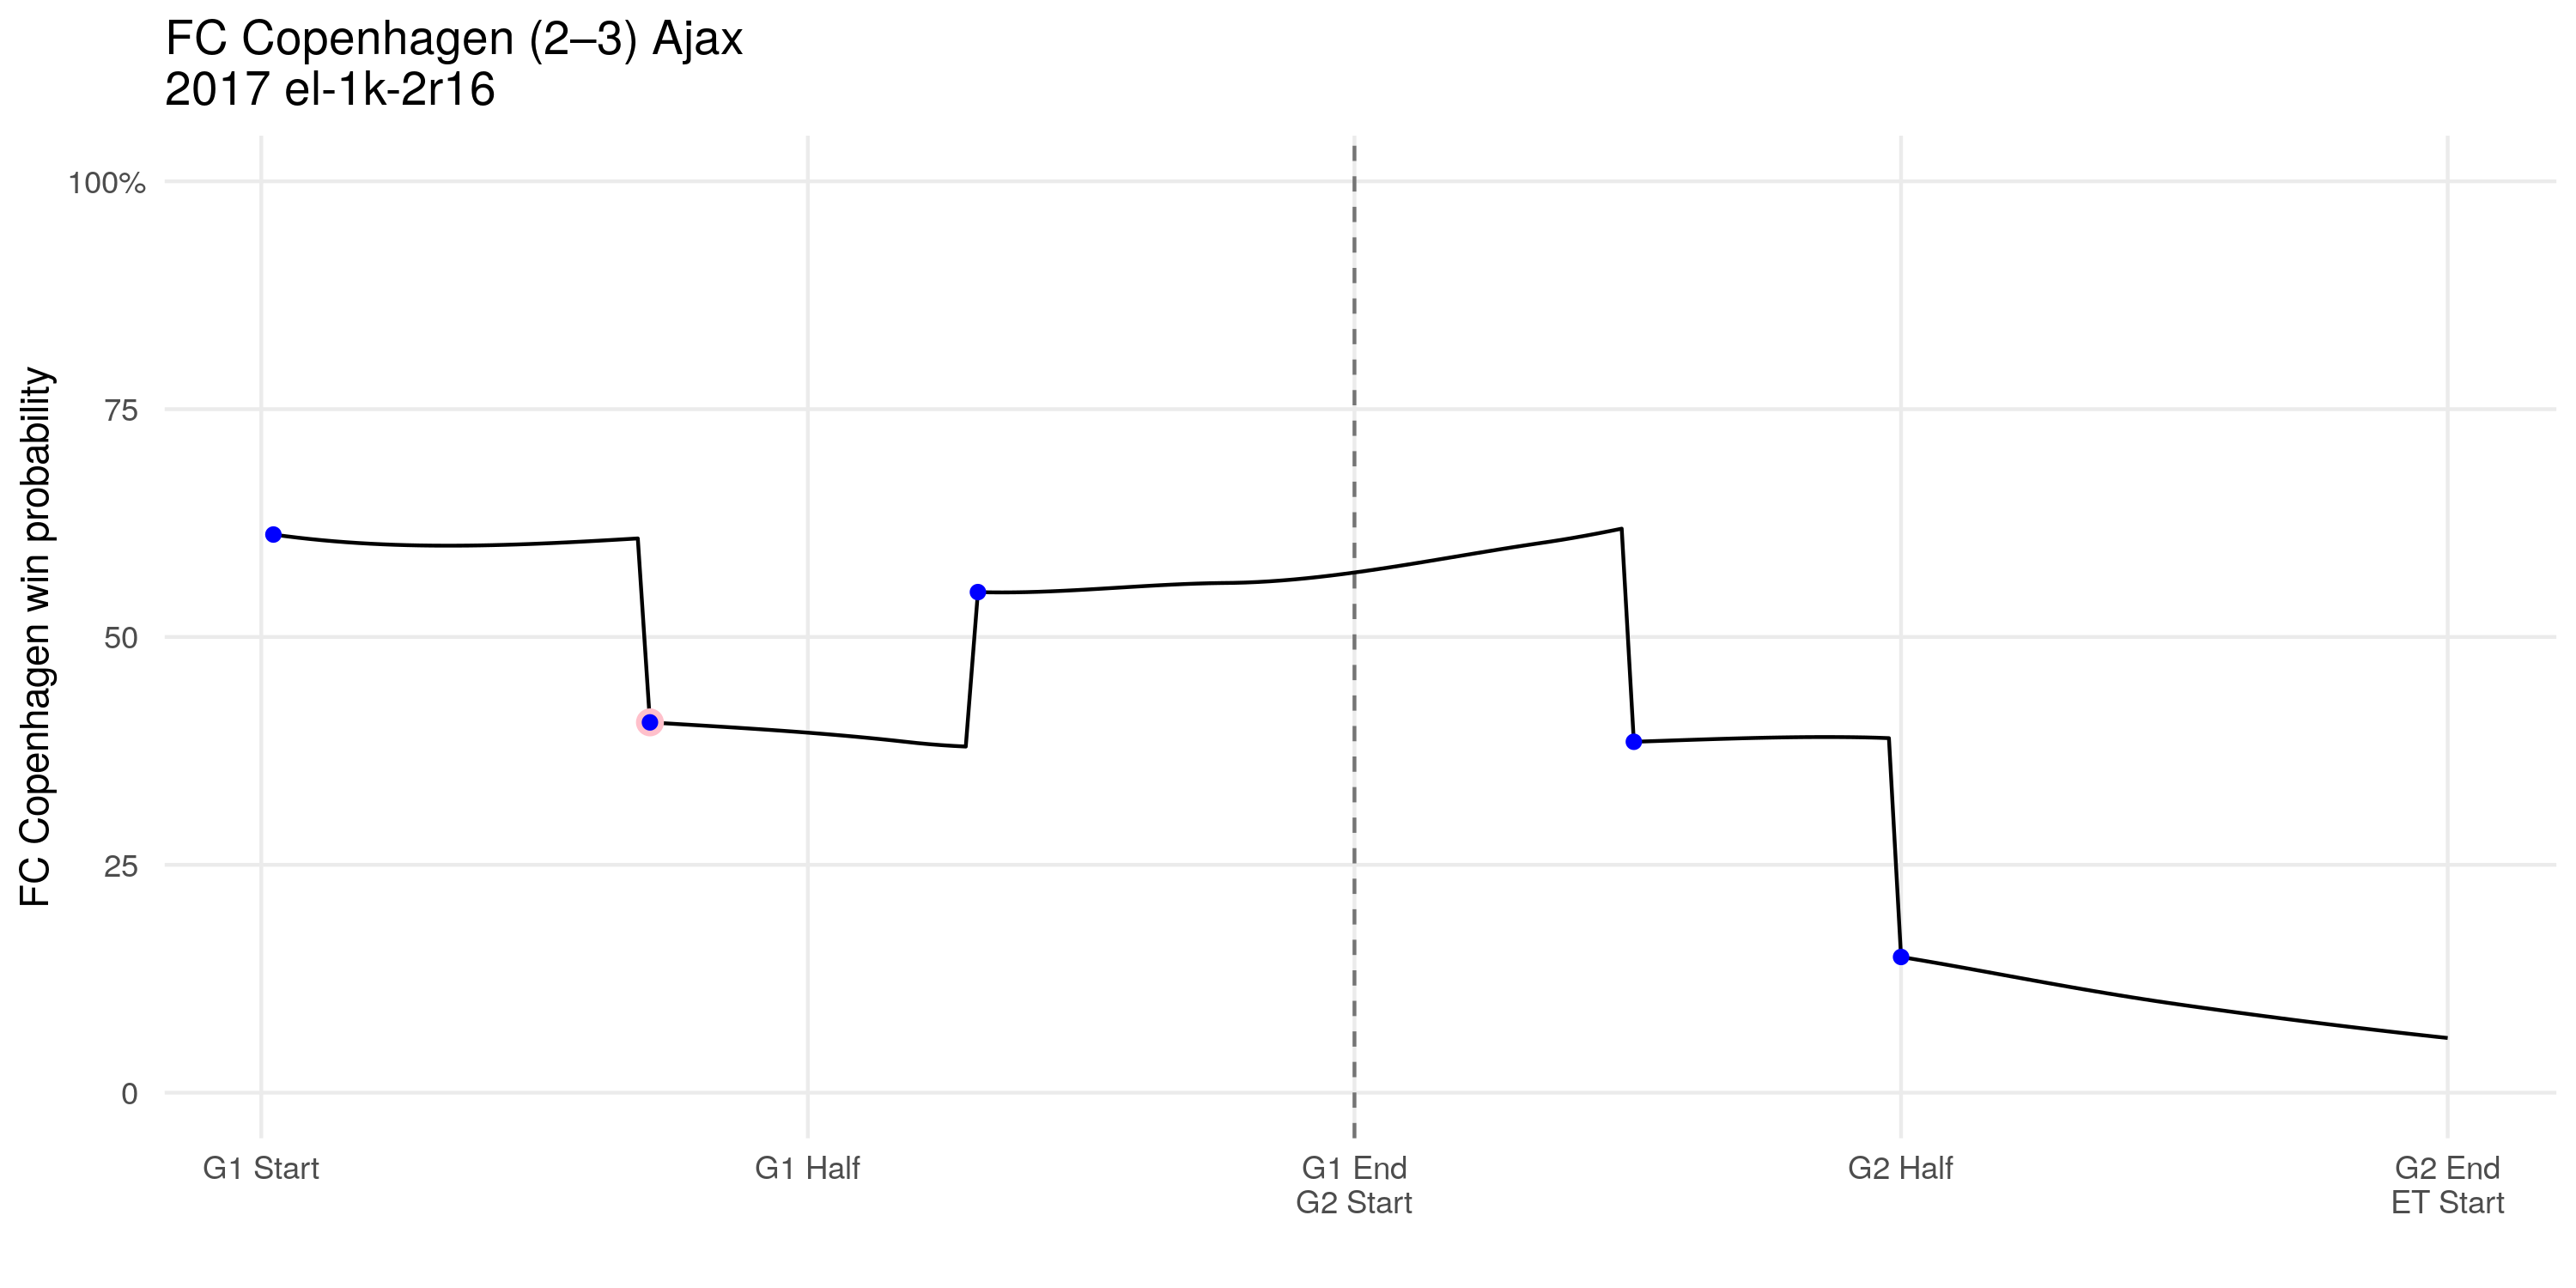 FC Copenhagen (2–3) Ajax
2017 el-1k-2r16
FC Copenhagen win probability
100%
75
50
25
0
G1 Start
G1 Half
G1 End
G2 Start
G2 Half
G2 End
ET Start